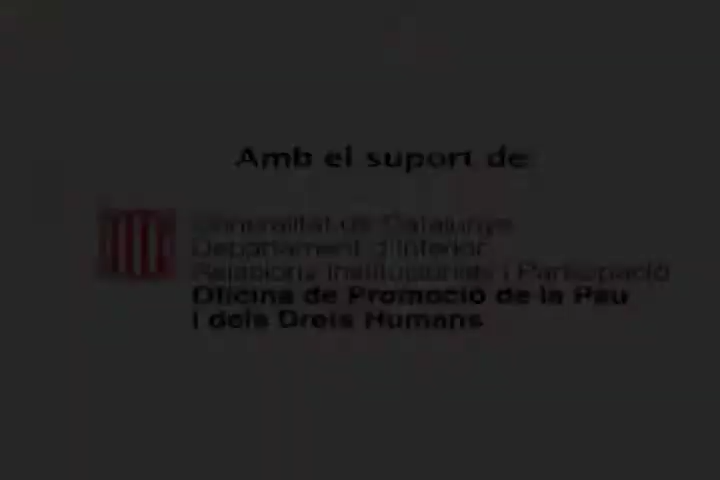 Amb el suport de
Generalitat de Catalunya
Departament d'Interior
Relacions Institucionals i Participació
Oficina de Promoció de la Pau
i dels Drets Humans